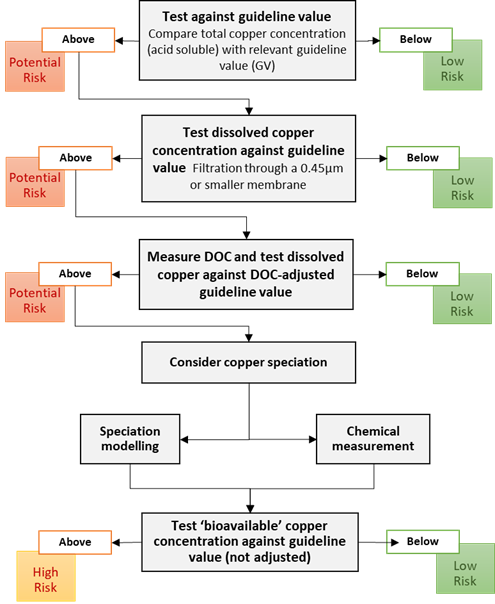 Test against guideline value
Compare total copper concentration
(acid soluble) with relevant guideline
value (GV)
Above
Potential
Risk
Below
Low
Risk
Test dissolved copper
concentration against guideline
value Filtration through a 0.45µm
or smaller membrane
Above
Potential
Risk
Below
Low
Risk
Measure DOC and test dissolved
copper against DOC-adjusted
guideline value
Above
Potential
Risk
Below
Low
Risk
Consider copper speciation
Speciation
modelling
Chemical
measurement
Test ‘bioavailable’ copper
concentration against guideline
value (not adjusted)
Above
High
Risk
Below
Low
Risk